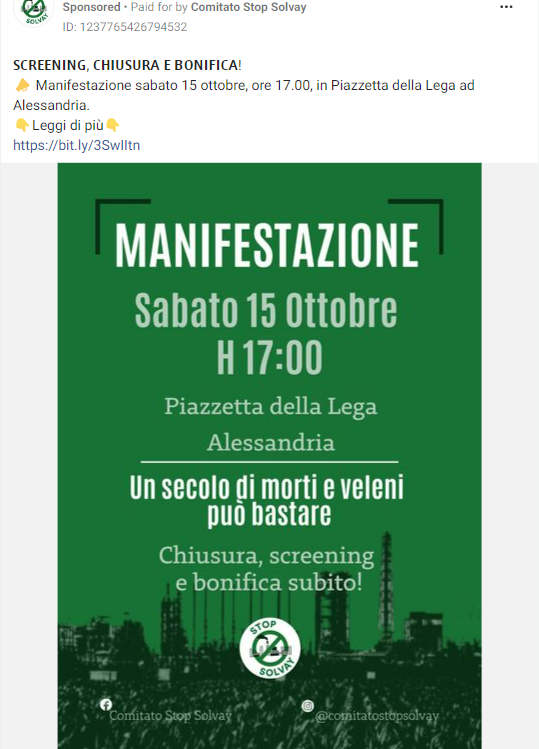 Sponsored • Paid for by Comitato Stop Solvay
ID: 1237765426794532
SCREENING, CHIUSURA E BONIFICA!
📣 Manifestazione sabato 15 ottobre, ore 17.00, in Piazzetta della Lega ad
Alessandria.
👇Leggi di più👇
https://bit.ly/3SwlItn
MANIFESTAZIONE
Sabato 15 Ottobre
H 17:00
Piazzetta della Lega
Alessandria
Un secolo di morti e veleni
può bastare
Chiusura, screening
e bonifica subito!
STOP
SOLVAY
Comitato Stop Solvay
@comitatostopsolvay